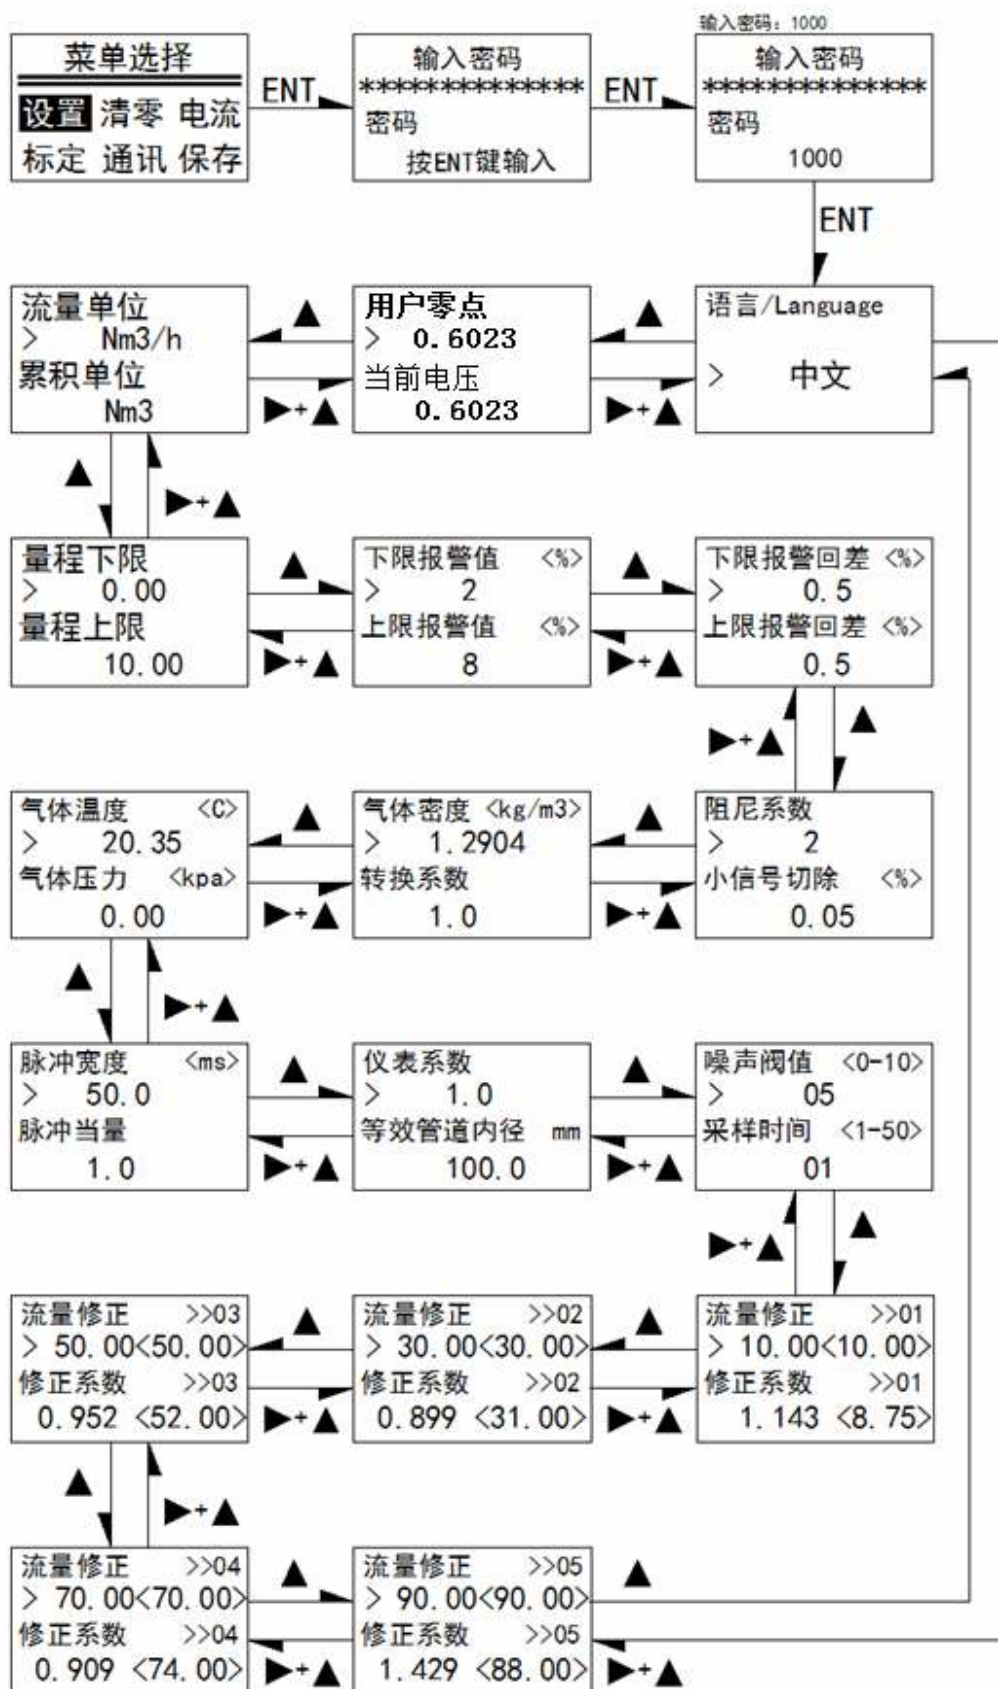 输入密码：1000
菜单选择
设置 清零 电流
标定 通讯 保存
ENT
输入密码
**************
密码
按ENT键输入
ENT
输入密码
**************
密码
1000
ENT
流量单位
> Nm3/h
累积单位
Nm3
▲
▶+▲
用户零点
> 0.6023
当前电压
0.6023
▲
▶+▲
语言/Language
> 中文
▲
▶+▲
量程下限
> 0.00
量程上限
10.00
▲
▶+▲
下限报警值 <%>
> 2
上限报警值 <%>
8
▲
▶+▲
下限报警回差 <%>
> 0.5
上限报警回差 <%>
0.5
▶+▲
▲
气体温度 <C>
> 20.35
气体压力 <kpa>
0.00
▲
▶+▲
气体密度 <kg/m3>
> 1.2904
转换系数
1.0
▲
▶+▲
阻尼系数
> 2
小信号切除 <%>
0.05
▲
▶+▲
脉冲宽度 <ms>
> 50.0
脉冲当量
1.0
▲
▶+▲
仪表系数
> 1.0
等效管道内径 mm
100.0
▲
▶+▲
噪声阀值 <0-10>
> 05
采样时间 <1-50>
01
▶+▲
▲
流量修正 >>03
> 50.00<50.00>
修正系数 >>03
0.952 <52.00>
▲
▶+▲
流量修正 >>02
> 30.00<30.00>
修正系数 >>02
0.899 <31.00>
▲
▶+▲
流量修正 >>01
> 10.00<10.00>
修正系数 >>01
1.143 <8.75>
▲
▶+▲
流量修正 >>04
> 70.00<70.00>
修正系数 >>04
0.909 <74.00>
▲
▶+▲
流量修正 >>05
> 90.00<90.00>
修正系数 >>05
1.429 <88.00>
▲
▶+▲